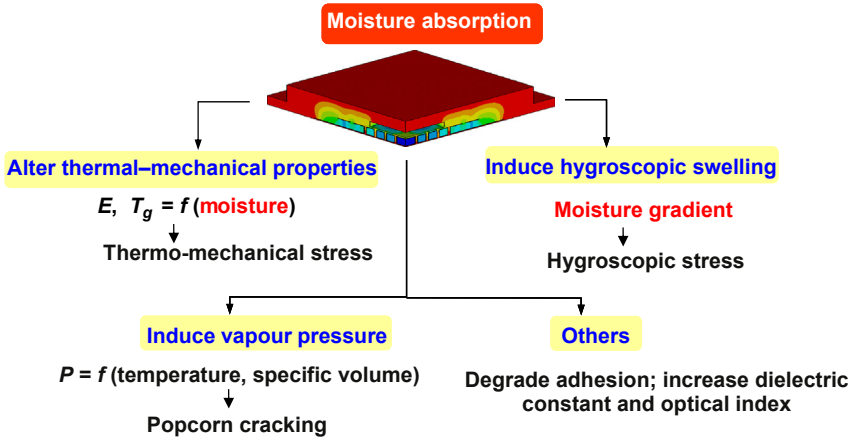 Moisture absorption
Alter thermal–mechanical properties
E, Tg = f (moisture)
Thermo-mechanical stress
Induce hygroscopic swelling
Moisture gradient
Hygroscopic stress
Induce vapour pressure
P = f (temperature, specific volume)
Popcorn cracking
Others
Degrade adhesion; increase dielectric
constant and optical index